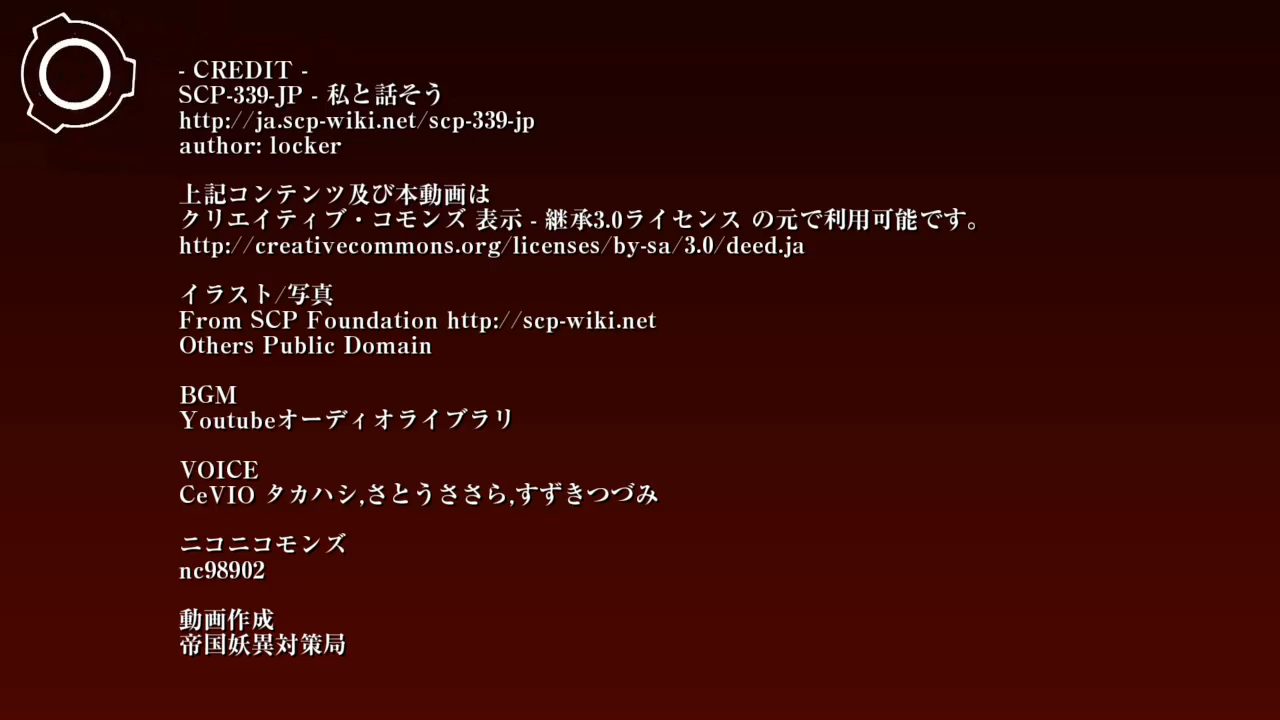 - CREDIT -
SCP-339-JP - 私と話そう
http://ja.scp-wiki.net/scp-339-jp
author: locker
上記コンテンツ及び本動画は
クリエイティブ・コモンズ 表示 - 継承3.0ライセンス の元で利用可能です。
http://creativecommons.org/licenses/by-sa/3.0/deed.ja
イラスト/写真
From SCP Foundation http://scp-wiki.net
Others Public Domain
BGM
Youtubeオーディオライブラリ
VOICE
CeVIO タカハシ,さとうささら,すずきつづみ
ニコニコモンズ
nc98902
動画作成
帝国妖異対策局